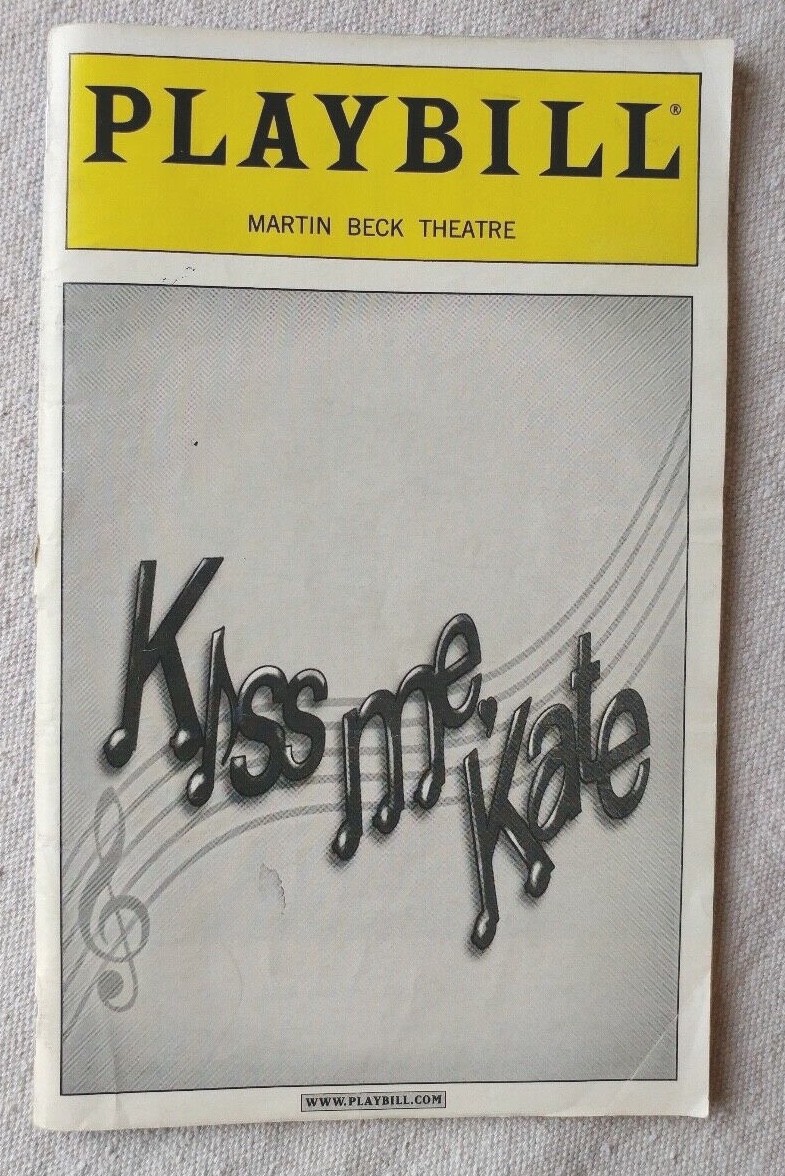 PLAYBILL®
MARTIN BECK THEATRE
Kiss me, Kate
WWW.PLAYBILL.COM